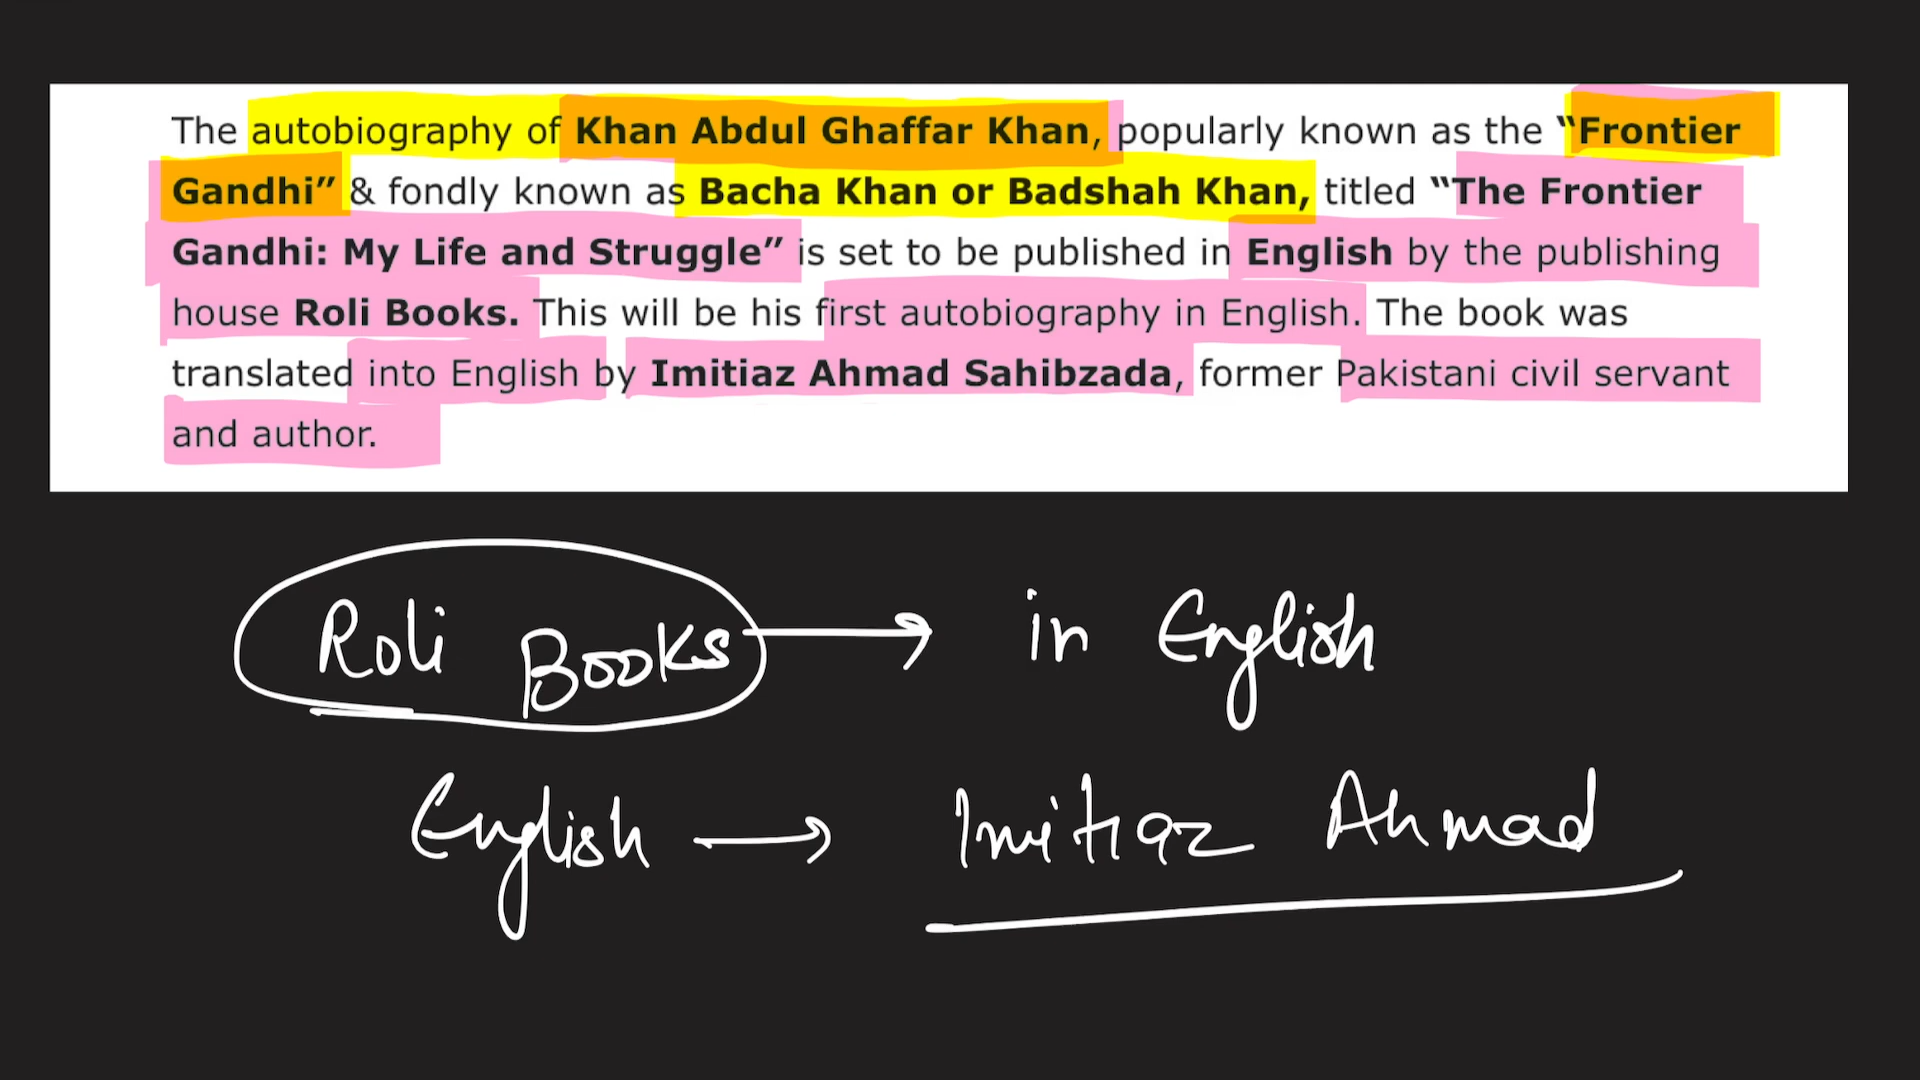 The autobiography of Khan Abdul Ghaffar Khan, popularly known as the “Frontier
Gandhi” & fondly known as Bacha Khan or Badshah Khan, titled “The Frontier
Gandhi: My Life and Struggle” is set to be published in English by the publishing
house Roli Books. This will be his first autobiography in English. The book was
translated into English by Imitiaz Ahmad Sahibzada, former Pakistani civil servant
and author.
Roli Books → in English
English → Imitiaz Ahmad